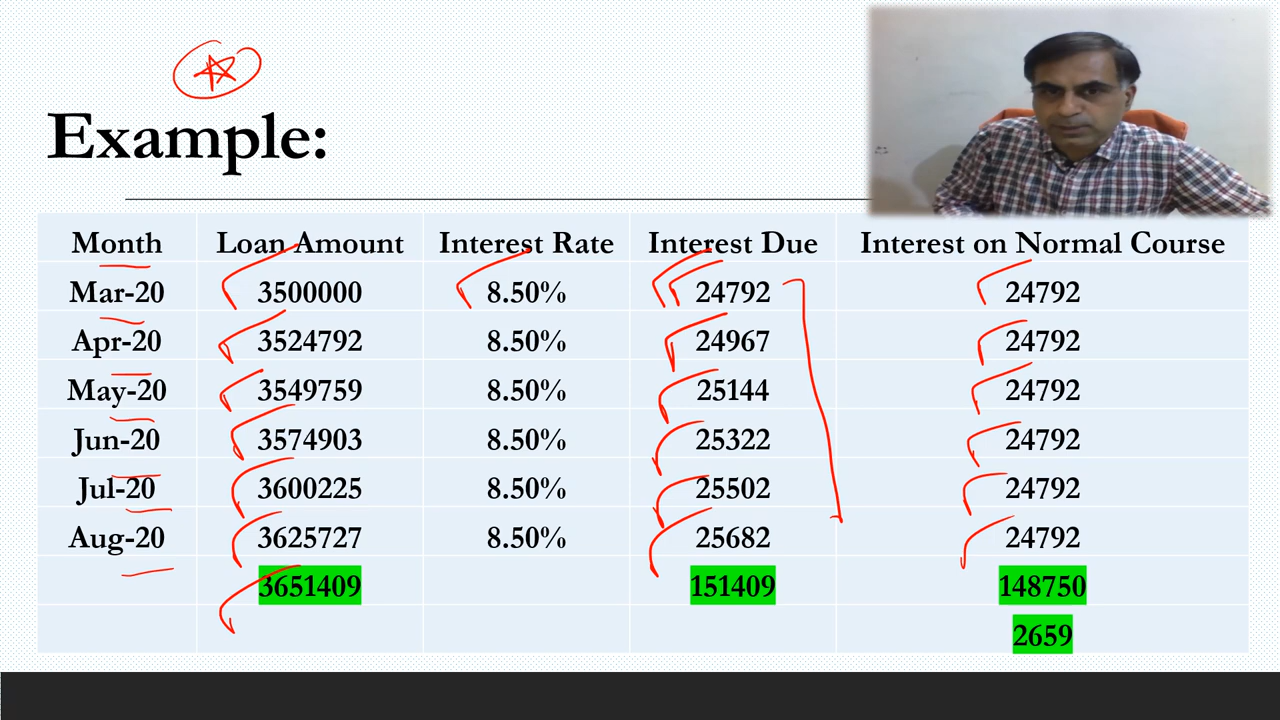 Example:
Month Loan Amount Interest Rate Interest Due Interest on Normal Course
Mar-20 3500000 8.50% 24792 24792
Apr-20 3524792 8.50% 24967 24792
May-20 3549759 8.50% 25144 24792
Jun-20 3574903 8.50% 25322 24792
Jul-20 3600225 8.50% 25502 24792
Aug-20 3625727 8.50% 25682 24792
3651409 151409 148750
2659